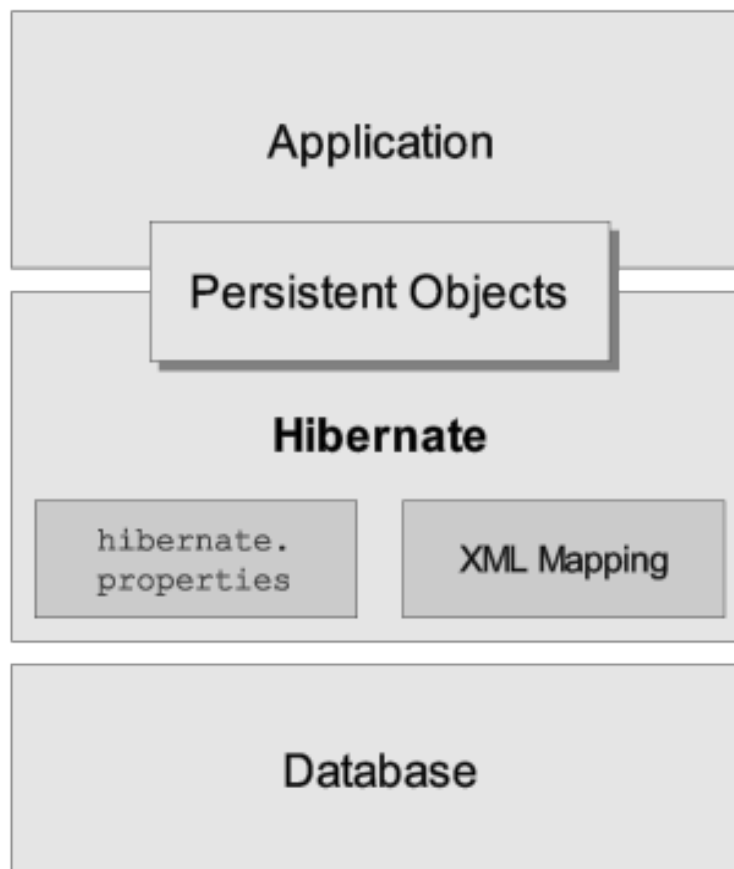 Application
Persistent Objects
Hibernate
hibernate.
properties
XML Mapping
Database